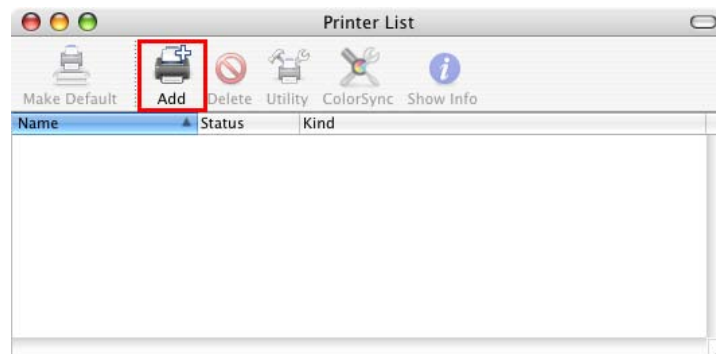 Printer List
Make Default Add Delete Utility ColorSync Show Info
Name Status Kind